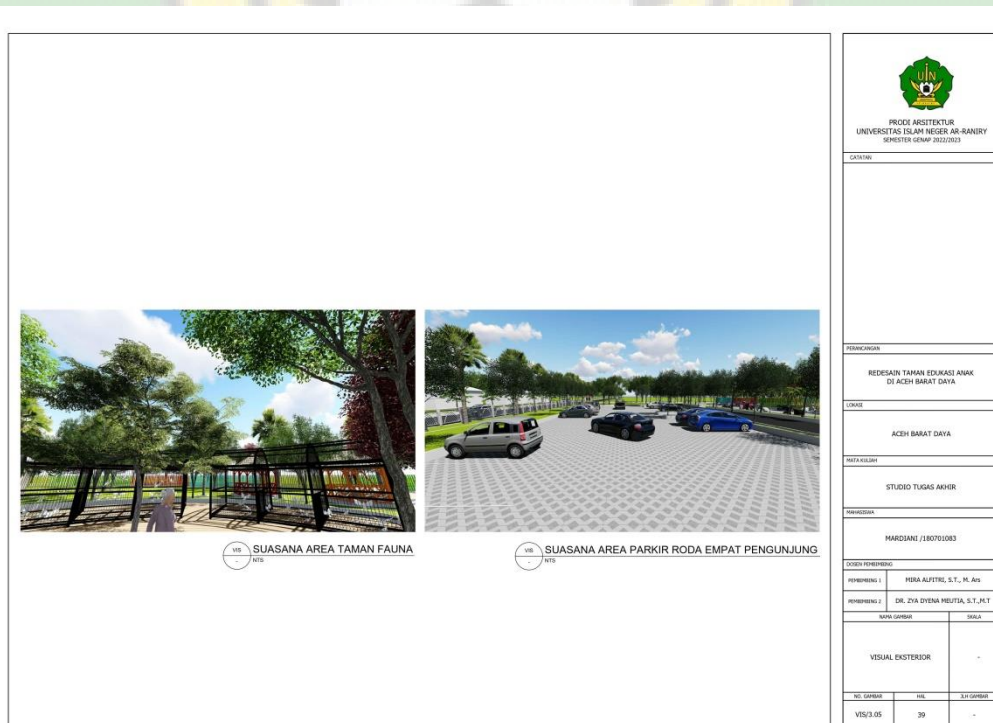 VIS
-
SUASANA AREA TAMAN FAUNA
NTS
VIS
-
SUASANA AREA PARKIR RODA EMPAT PENGUNJUNG
NTS
UIN
PRODI ARSITEKTUR
UNIVERSITAS ISLAM NEGER AR-RANIRY
SEMESTER GENAP 2022/2023
CATATAN
PERANCANGAN
REDESAIN TAMAN EDUKASI ANAK
DI ACEH BARAT DAYA
LOKASI
ACEH BARAT DAYA
MATA KULIAH
STUDIO TUGAS AKHIR
MAHASISWA
MARDIANI /180701083
DOSEN PEMBIMBING
PEMBIMBING 1 MIRA ALFITRI, S.T., M. Ars
PEMBIMBING 2 DR. ZYA DYENA MEUTIA, S.T.,M.T
NAMA GAMBAR SKALA
VISUAL EKSTERIOR -
NO. GAMBAR HAL JLH GAMBAR
VIS/3.05 39 -